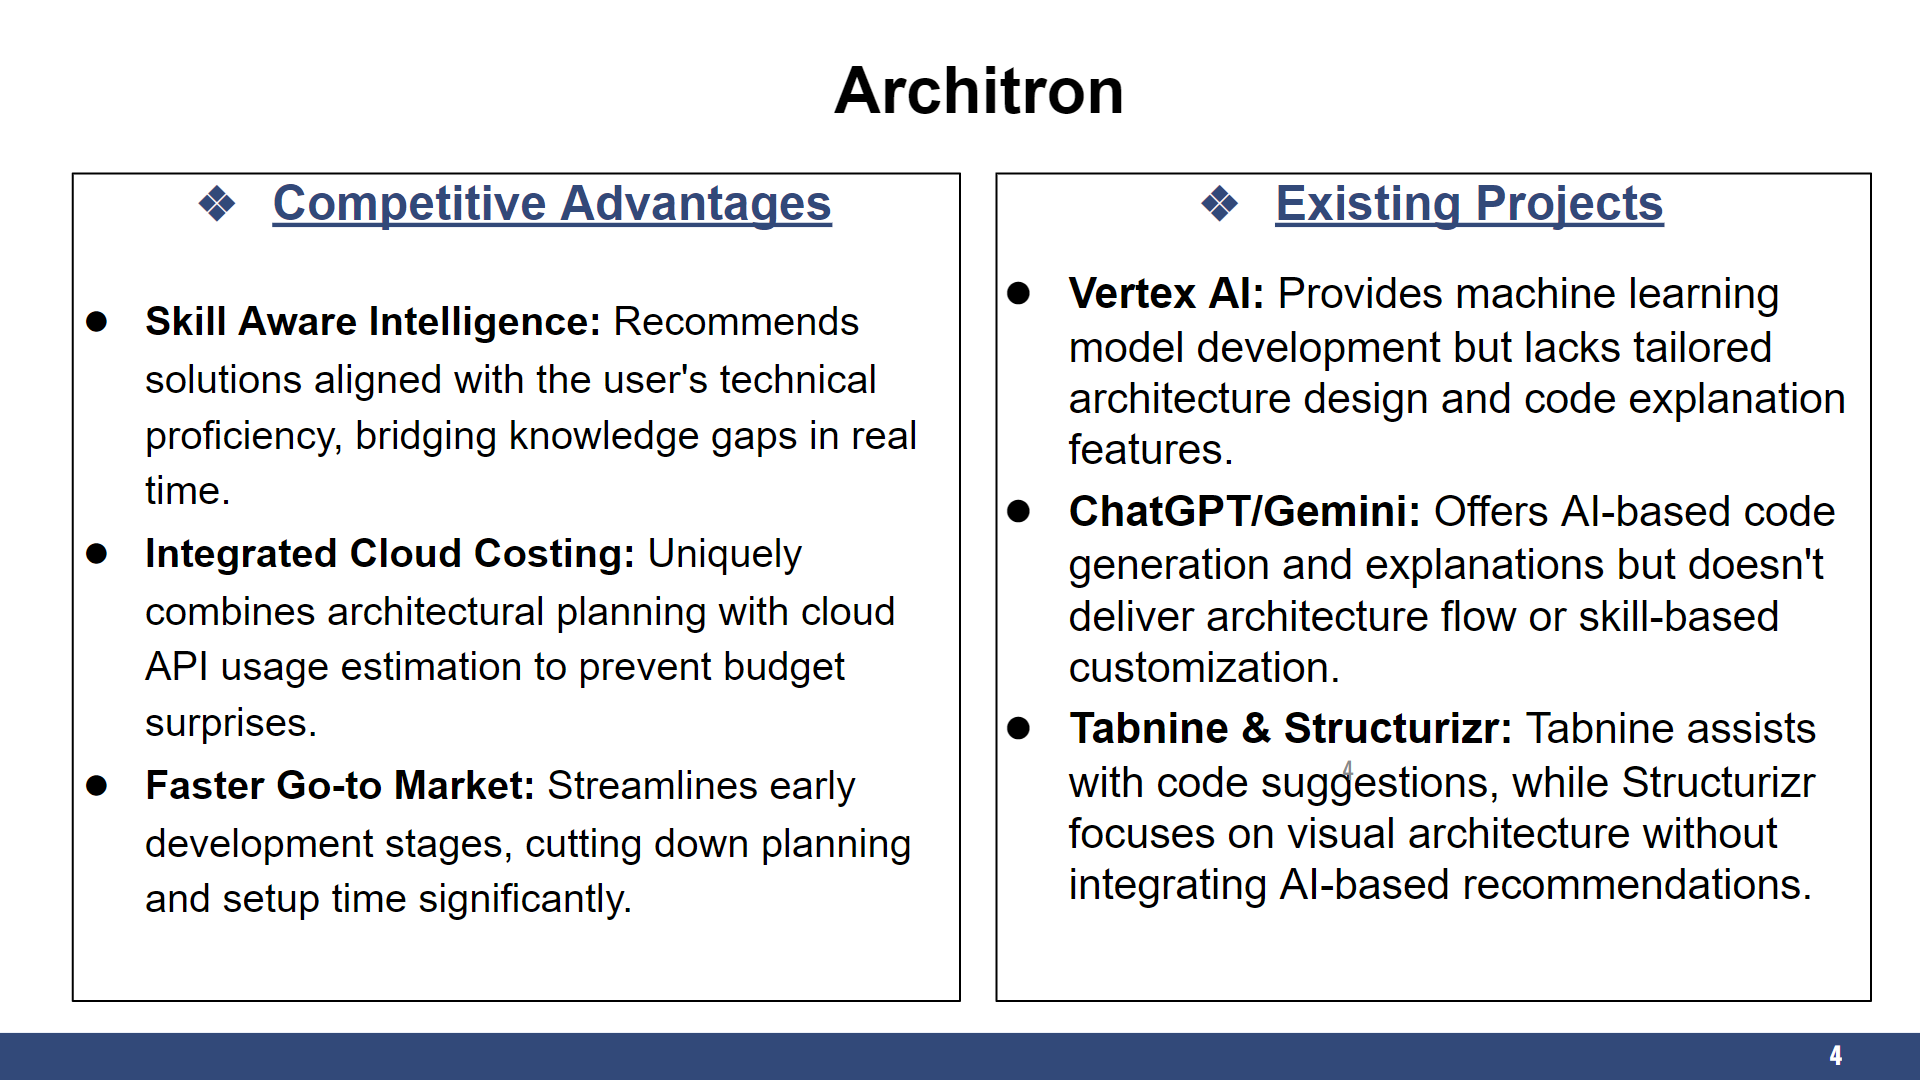 Architron
❖ Competitive Advantages
● Skill Aware Intelligence: Recommends
solutions aligned with the user's technical
proficiency, bridging knowledge gaps in real
time.
● Integrated Cloud Costing: Uniquely
combines architectural planning with cloud
API usage estimation to prevent budget
surprises.
● Faster Go-to Market: Streamlines early
development stages, cutting down planning
and setup time significantly.
❖ Existing Projects
● Vertex AI: Provides machine learning
model development but lacks tailored
architecture design and code explanation
features.
● ChatGPT/Gemini: Offers AI-based code
generation and explanations but doesn't
deliver architecture flow or skill-based
customization.
● Tabnine & Structurizr: Tabnine assists
with code suggestions, while Structurizr
focuses on visual architecture without
integrating AI-based recommendations.
4
4